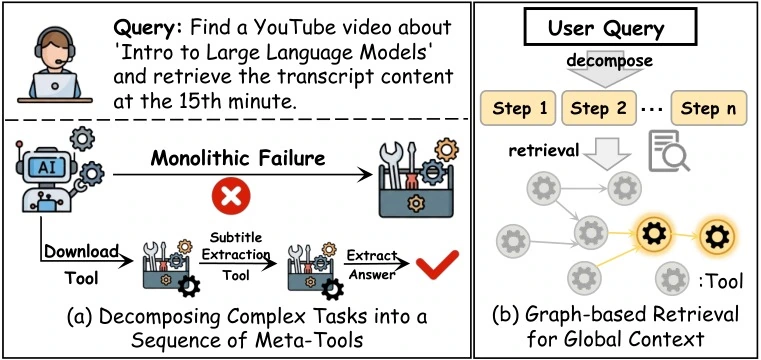 Query: Find a YouTube video about
'Intro to Large Language Models'
and retrieve the transcript content
at the 15th minute.
AI
Monolithic Failure
Download
Tool
Subtitle
Extraction
Tool
Extract
Answer
(a) Decomposing Complex Tasks into a
Sequence of Meta-Tools
User Query
decompose
Step 1
Step 2
...
Step n
retrieval
:Tool
(b) Graph-based Retrieval
for Global Context